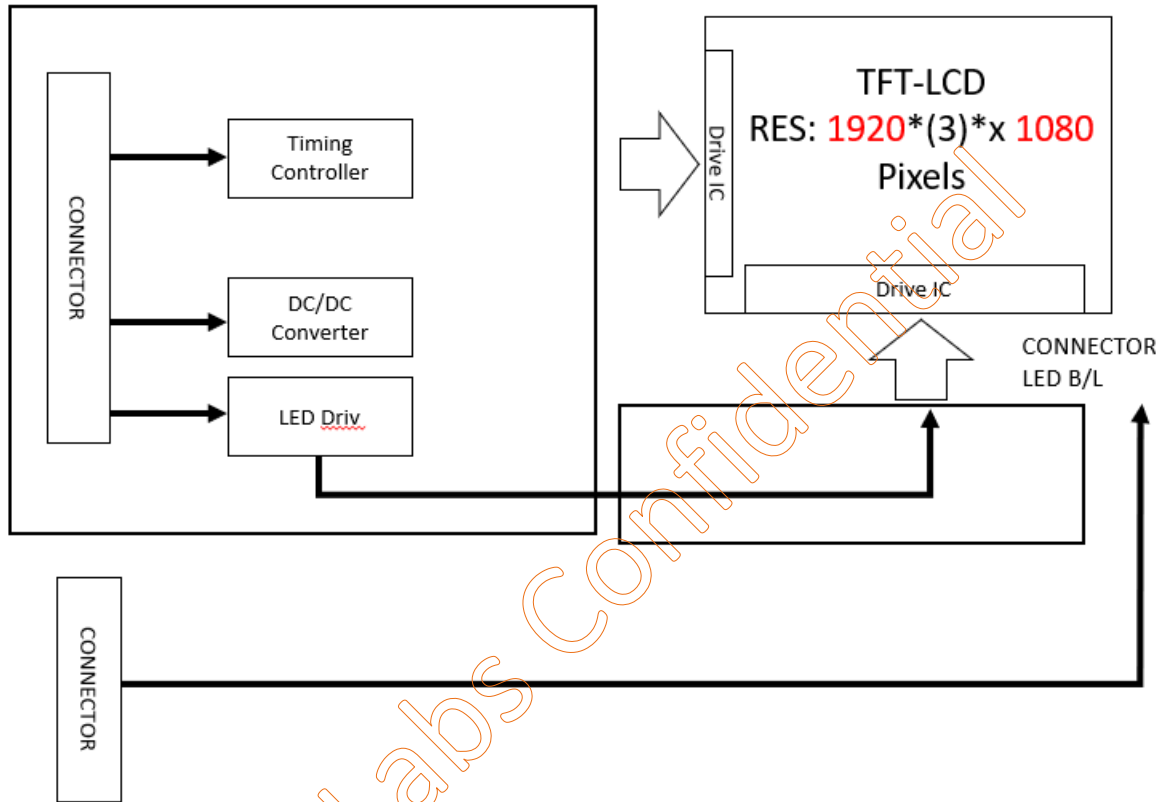 CONNECTOR
Timing
Controller
DC/DC
Converter
LED Driv
TFT-LCD
RES: 1920*(3)*x 1080
Pixels
Drive IC
Drive IC
CONNECTOR
LED B/L
CONNECTOR
Labs Confidential